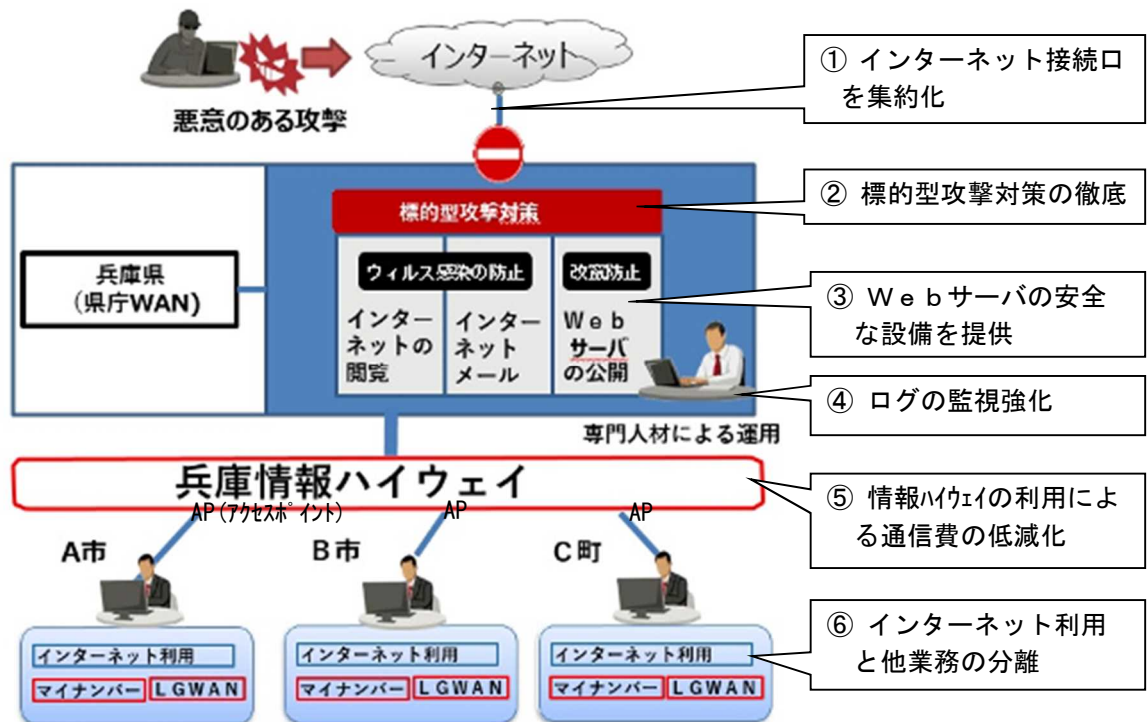 インターネット
悪意のある攻撃
① インターネット接続口
を集約化
標的型攻撃対策
② 標的型攻撃対策の徹底
兵庫県
(県庁WAN)
ウィルス感染の防止
改竄防止
インター
ネットの
閲覧
インター
ネット
メール
Web
サーバ
の公開
③ Ｗｅｂサーバの安全
な設備を提供
④ ログの監視強化
専門人材による運用
兵庫情報ハイウェイ
AP(アクセスポイント)
AP
AP
⑤ 情報ﾊｲｳｪｲの利用によ
る通信費の低減化
A市
B市
C町
インターネット利用
マイナンバー
ＬＧＷＡＮ
インターネット利用
マイナンバー
ＬＧＷＡＮ
インターネット利用
マイナンバー
ＬＧＷＡＮ
⑥ インターネット利用
と他業務の分離